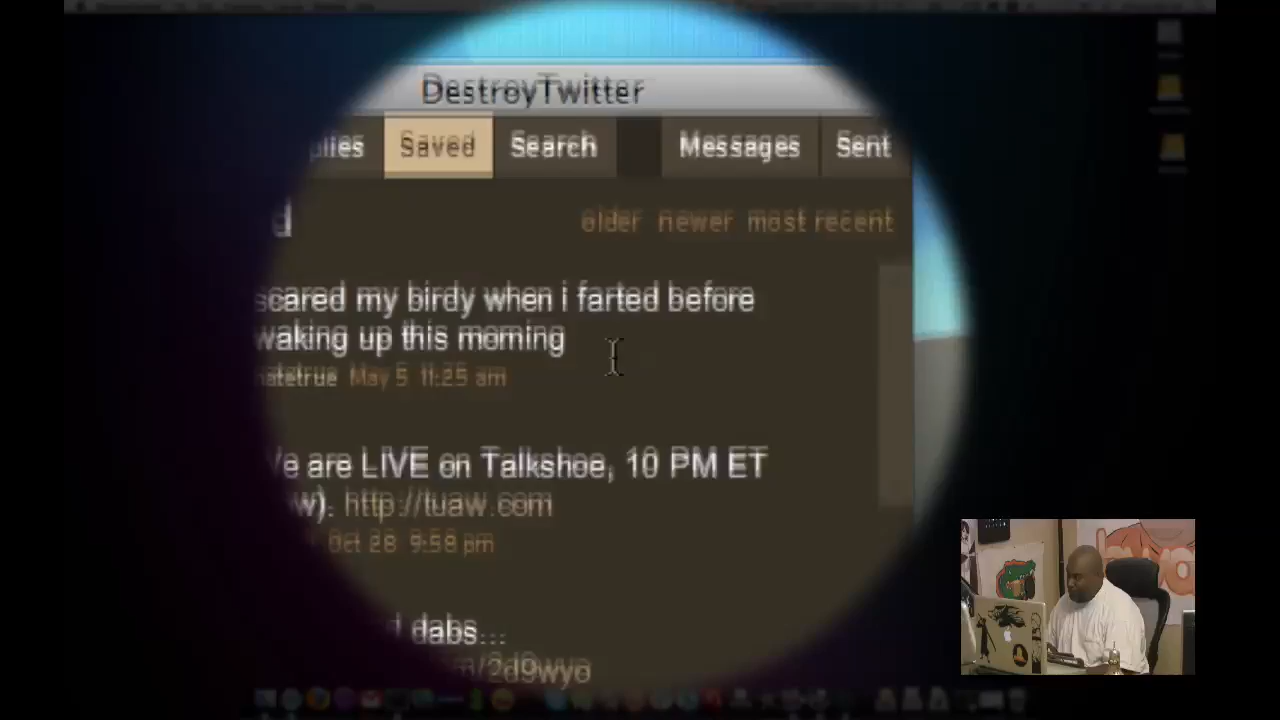 DestroyTwitter
plies Saved Search Messages Sent
d
older newer most recent
scared my birdy when i farted before
waking up this morning
natetrue May 5 11:25 am
e are LIVE on Talkshoe, 10 PM ET
w). http://tuaw.com
Oct 28 9:58 pm
d dabs...
m/2d9wyo